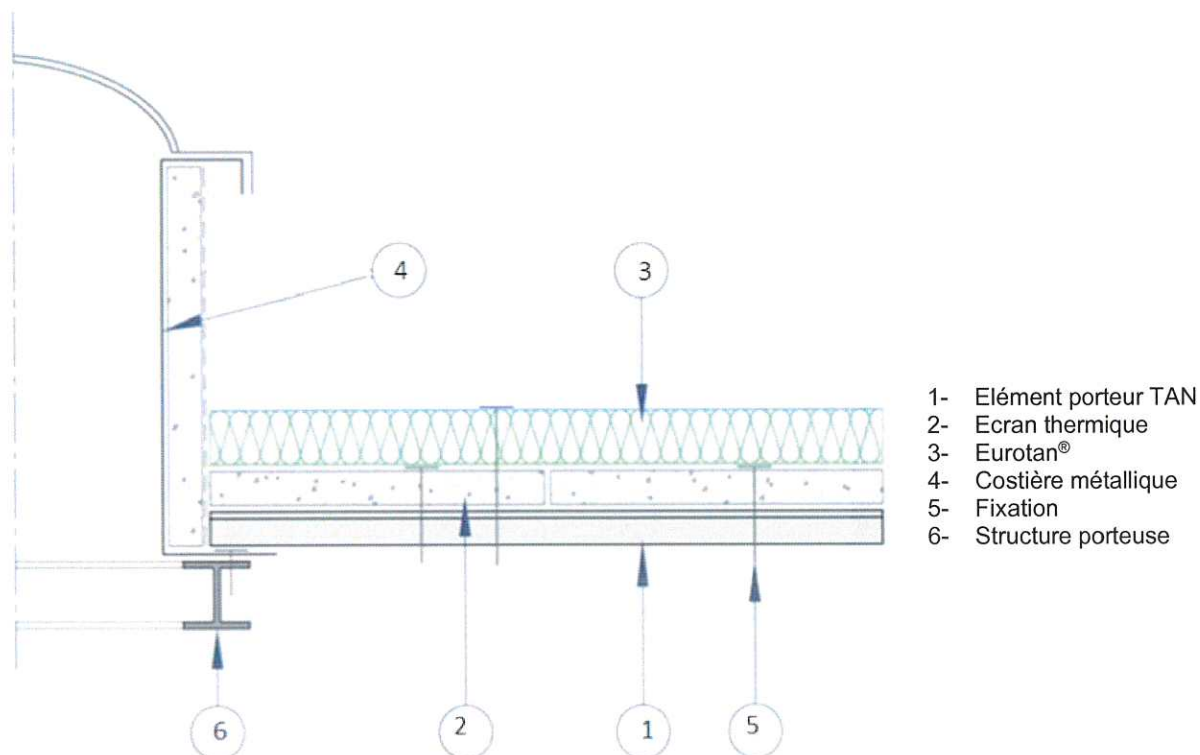 4
3
1- Elément porteur TAN
2- Ecran thermique
3- Eurotan®
4- Costière métallique
5- Fixation
6- Structure porteuse
6
2
1
5